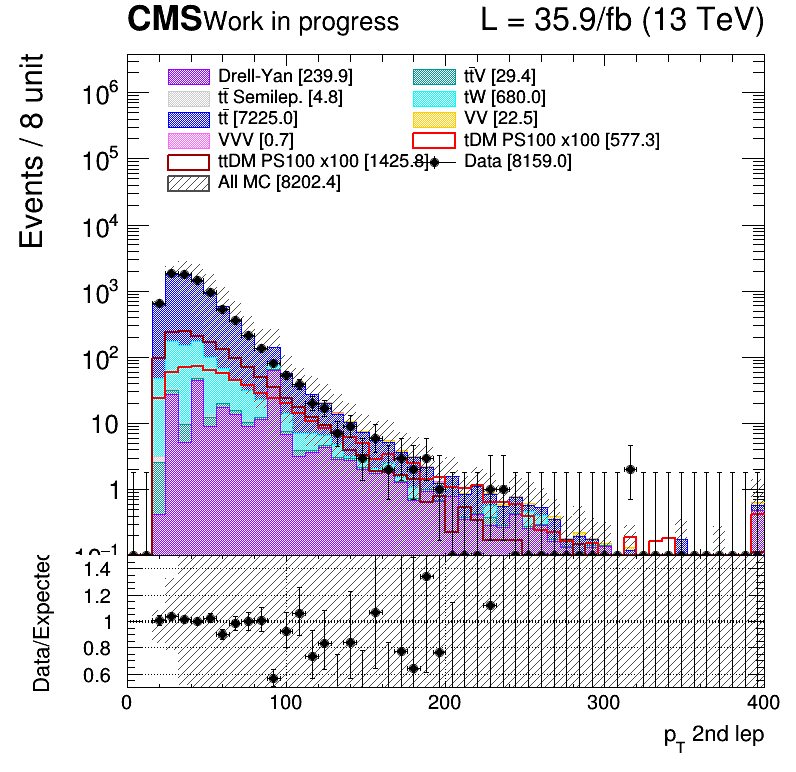 CMS Work in progress L = 35.9/fb (13 TeV)
Events / 8 unit
Drell-Yan [239.9] tt̄V [29.4]
tt̄ Semilep. [4.8] tW [680.0]
tt̄ [7225.0] VV [22.5]
VVV [0.7] tDM PS100 x100 [577.3]
ttDM PS100 x100 [1425.8] Data [8159.0]
All MC [8202.4]
10⁶
10⁵
10⁴
10³
10²
10
1
10⁻¹
Data/Expected
1.4
1.2
1
0.8
0.6
0 100 200 300 400
p_T 2nd lep